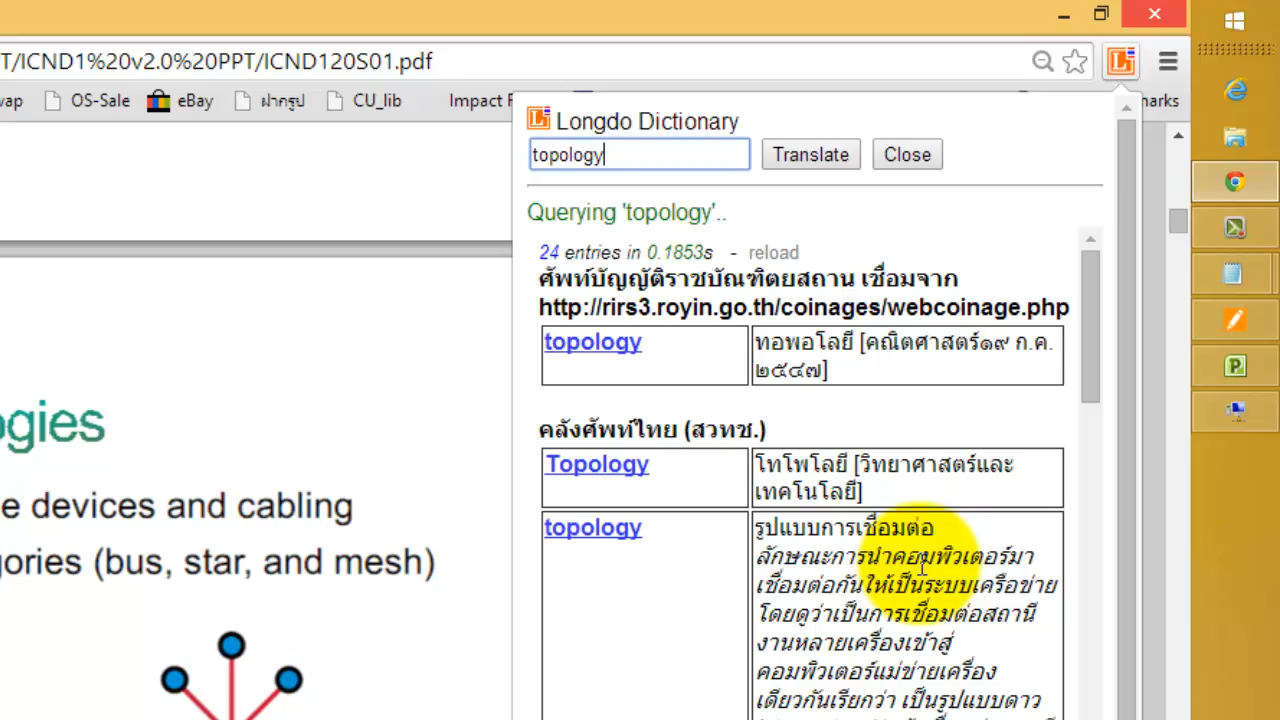 T/ICND1%20v2.0%20PPT/ICND120S01.pdf
OS-Sale
eBay
ฝากรูป
CU_lib
Impact
Longdo Dictionary
topology
Translate
Close
Querying 'topology'..
24 entries in 0.1853s - reload
ศัพท์บัญญัติราชบัณฑิตยสถาน เชื่อมจาก
http://rirs3.royin.go.th/coinages/webcoinage.php
topology
ทอพอโลยี [คณิตศาสตร์๑๙ ก.ค.
๒๕๔๗]
คลังศัพท์ไทย (สวทช.)
Topology
โทโพโลยี [วิทยาศาสตร์และ
เทคโนโลยี]
topology
รูปแบบการเชื่อมต่อ
ลักษณะการนำคอมพิวเตอร์มา
เชื่อมต่อกันให้เป็นระบบเครือข่าย
โดยดูว่าเป็นการเชื่อมต่อสถานี
งานหลายเครื่องเข้าสู่
คอมพิวเตอร์แม่ข่ายเครื่อง
เดียวกันเรียกว่า เป็นรูปแบบดาว
ogies
e devices and cabling
gories (bus, star, and mesh)